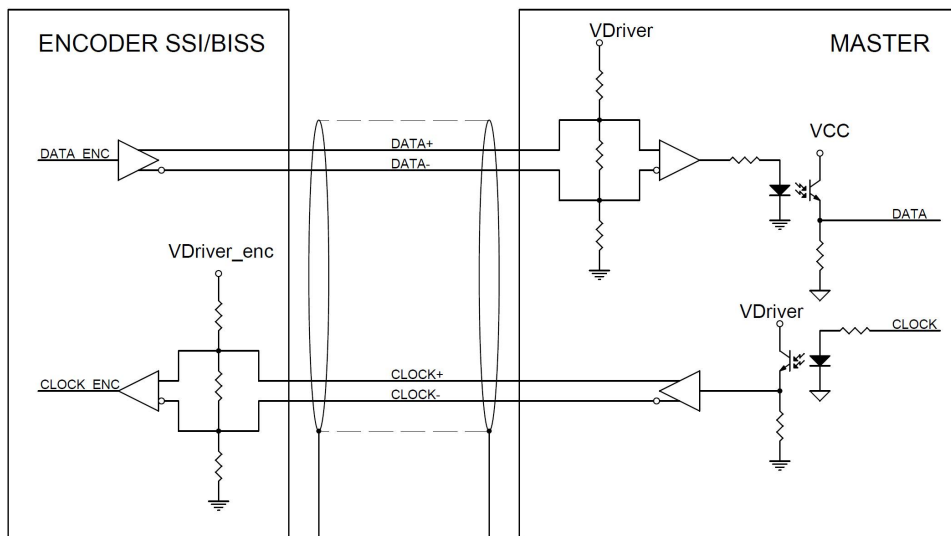 ENCODER SSI/BISS
MASTER
VDriver
VCC
DATA_ENC
DATA+
DATA-
DATA
VDriver_enc
VDriver
CLOCK
CLOCK_ENC
CLOCK+
CLOCK-